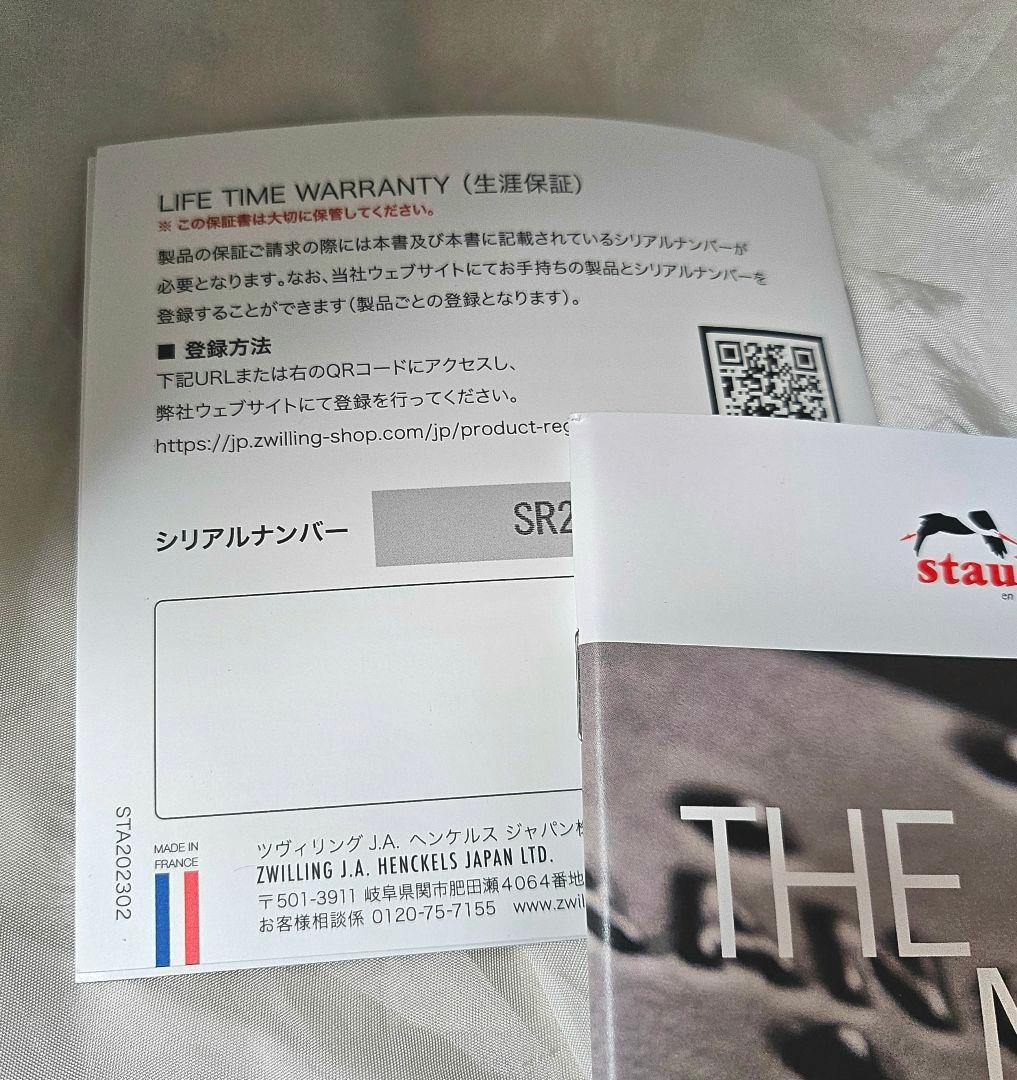 LIFE TIME WARRANTY（生涯保証）
※ この保証書は大切に保管してください。
製品の保証ご請求の際には本書及び本書に記載されているシリアルナンバーが
必要となります。なお、当社ウェブサイトにてお手持ちの製品とシリアルナンバーを
登録することができます（製品ごとの登録となります）。
■ 登録方法
下記URLまたは右のQRコードにアクセスし、
弊社ウェブサイトにて登録を行ってください。
https://jp.zwilling-shop.com/jp/product-reg
シリアルナンバー SR2
STA202302
MADE IN
FRANCE
ツヴィリング J.A. ヘンケルス ジャパン
ZWILLING J.A. HENCKELS JAPAN LTD.
〒501-3911 岐阜県関市肥田瀬4064番地
お客様相談係 0120-75-7155 www.zwil
stau
en
THE